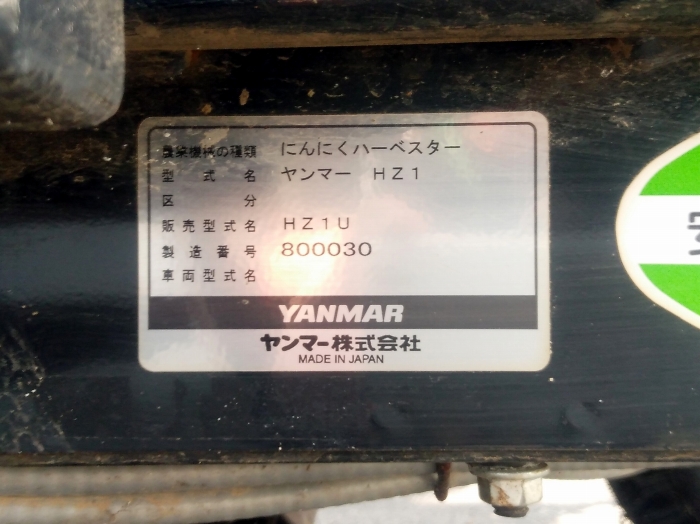 農業機械の種類 にんにくハーベスター
型式名 ヤンマー HZ1
区分
販売型式名 HZ1U
製造番号 800030
車両型式名
YANMAR
ヤンマー株式会社
MADE IN JAPAN